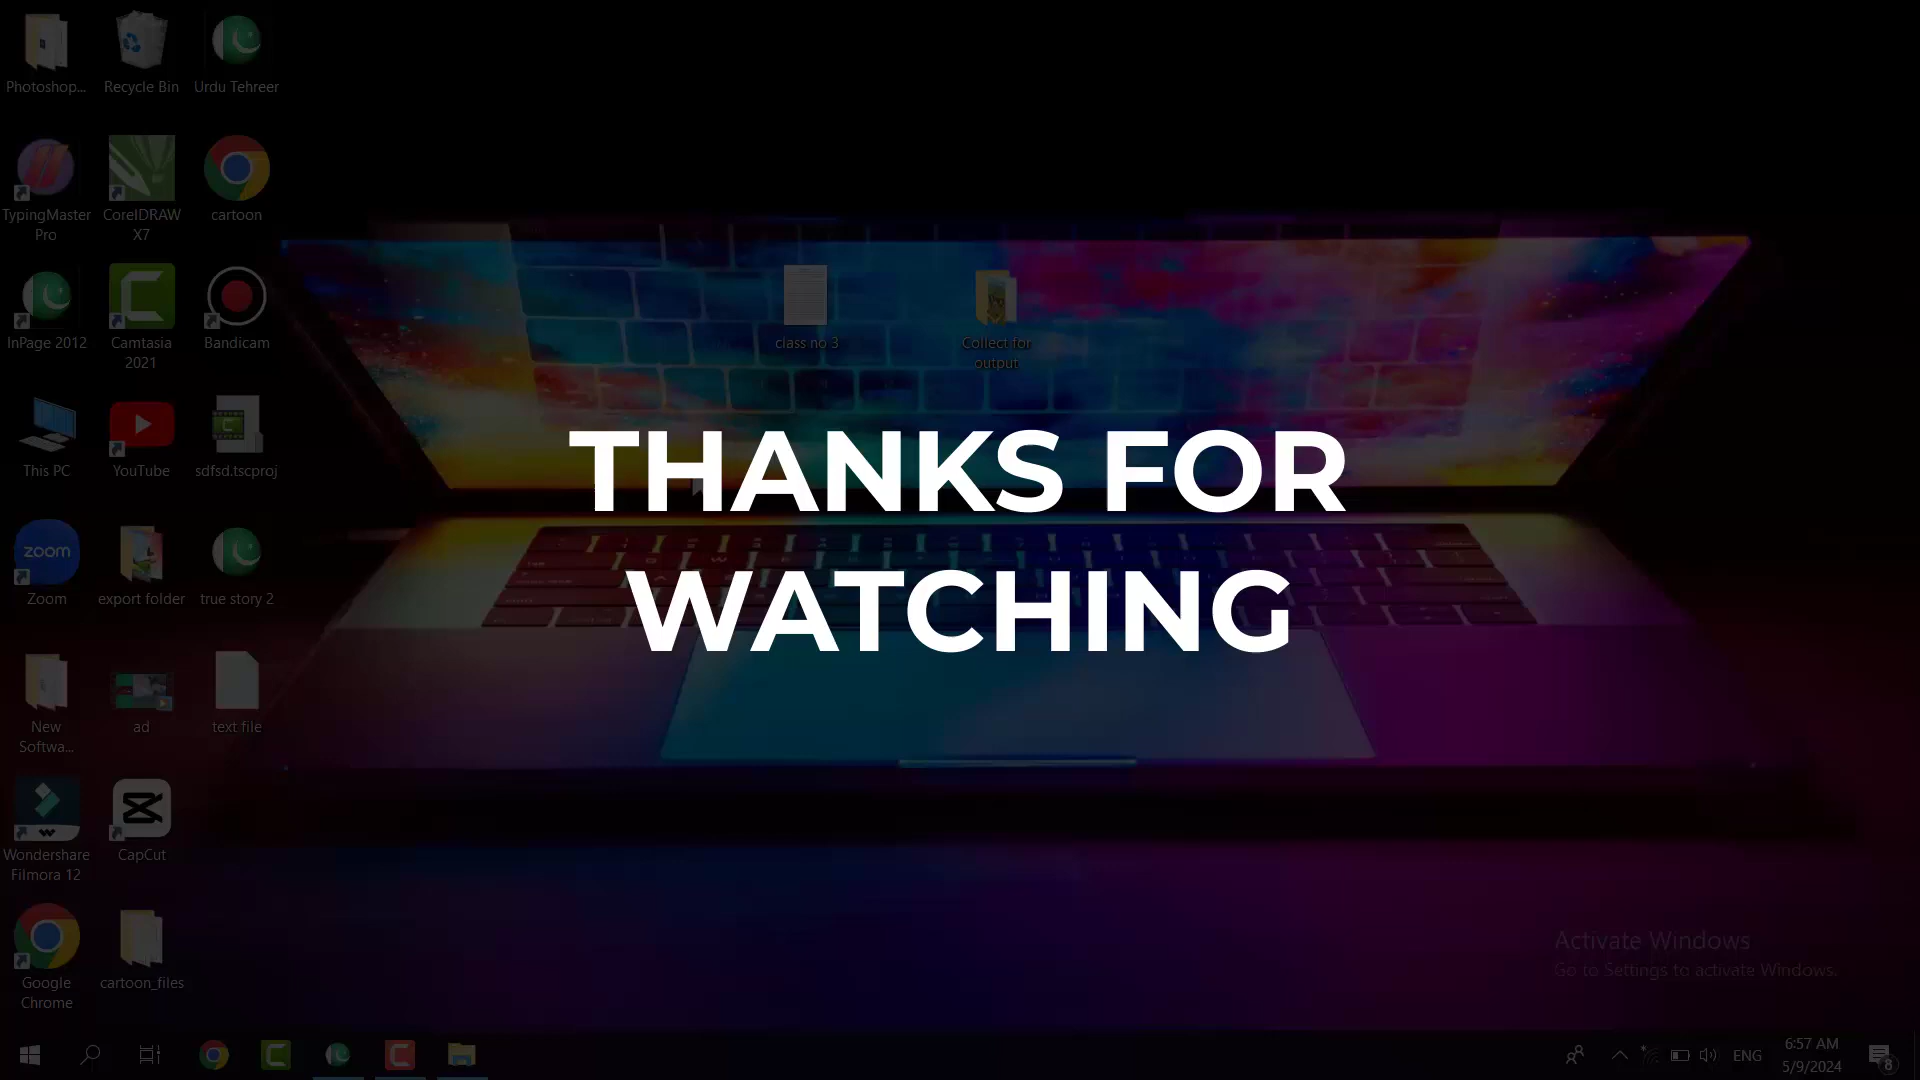 Photoshop...
Recycle Bin
Urdu Tehreer
TypingMaster
Pro
CorelDRAW
X7
cartoon
InPage 2012
Camtasia
2021
Bandicam
class no 3
Collect for
output
This PC
YouTube
sdfsd.tscproj
THANKS FOR
WATCHING
zoom
Zoom
export folder
true story 2
New
Softwa...
ad
text file
Wondershare
Filmora 12
CapCut
Google
Chrome
cartoon_files
Activate Windows
Go to Settings to activate Windows.
ENG
6:57 AM
5/9/2024
8